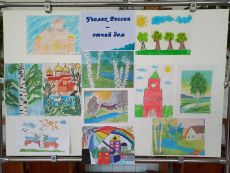 Уголок России
–
отчий дом